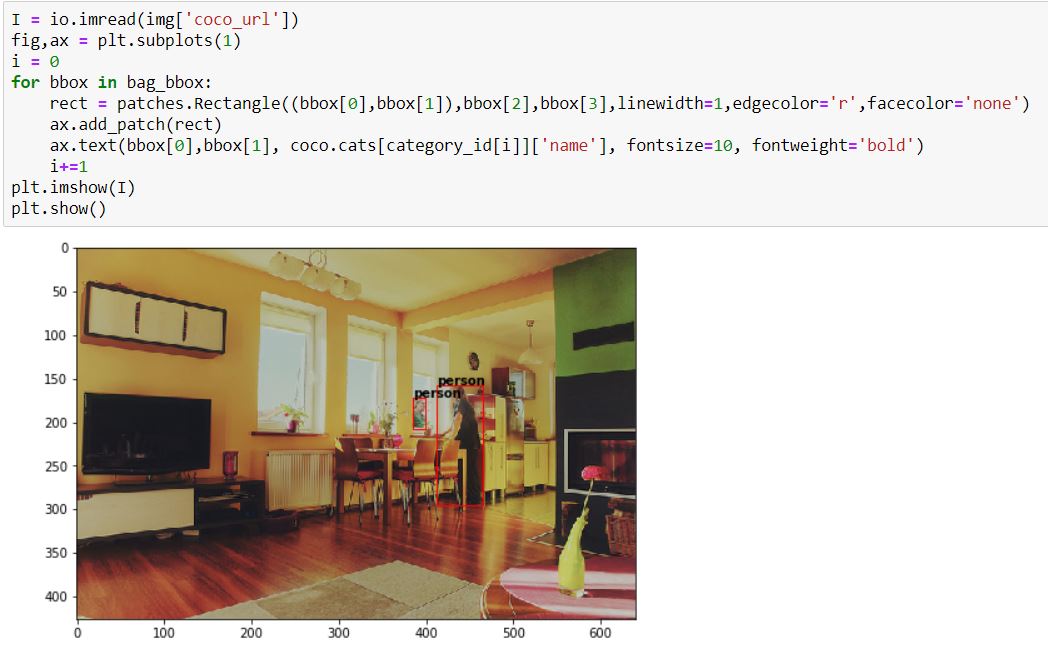 I = io.imread(img['coco_url'])
fig,ax = plt.subplots(1)
i = 0
for bbox in bag_bbox:
    rect = patches.Rectangle((bbox[0],bbox[1]),bbox[2],bbox[3],linewidth=1,edgecolor='r',facecolor='none')
    ax.add_patch(rect)
    ax.text(bbox[0],bbox[1], coco.cats[category_id[i]]['name'], fontsize=10, fontweight='bold')
    i+=1
plt.imshow(I)
plt.show()
0
50
100
150
person
person
200
250
300
350
400
0 100 200 300 400 500 600